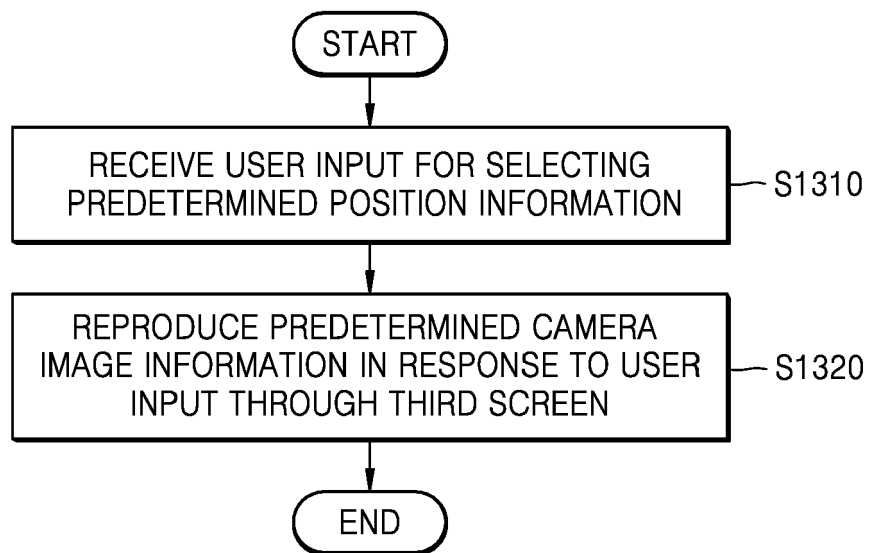 START
RECEIVE USER INPUT FOR SELECTING
PREDETERMINED POSITION INFORMATION
S1310
REPRODUCE PREDETERMINED CAMERA
IMAGE INFORMATION IN RESPONSE TO USER
INPUT THROUGH THIRD SCREEN
S1320
END